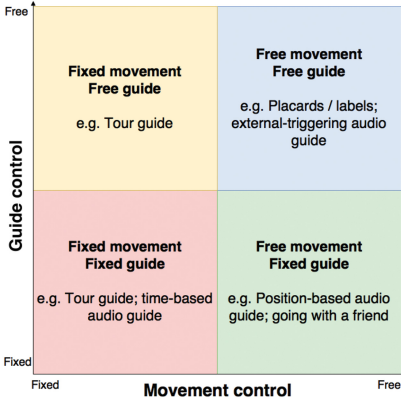 Free
Fixed movement
Free guide
e.g. Tour guide
Free movement
Free guide
e.g. Placards / labels;
external-triggering audio
guide
Guide control
Fixed movement
Fixed guide
e.g. Tour guide; time-based
audio guide
Free movement
Fixed guide
e.g. Position-based audio
guide; going with a friend
Fixed
Fixed
Movement control
Free